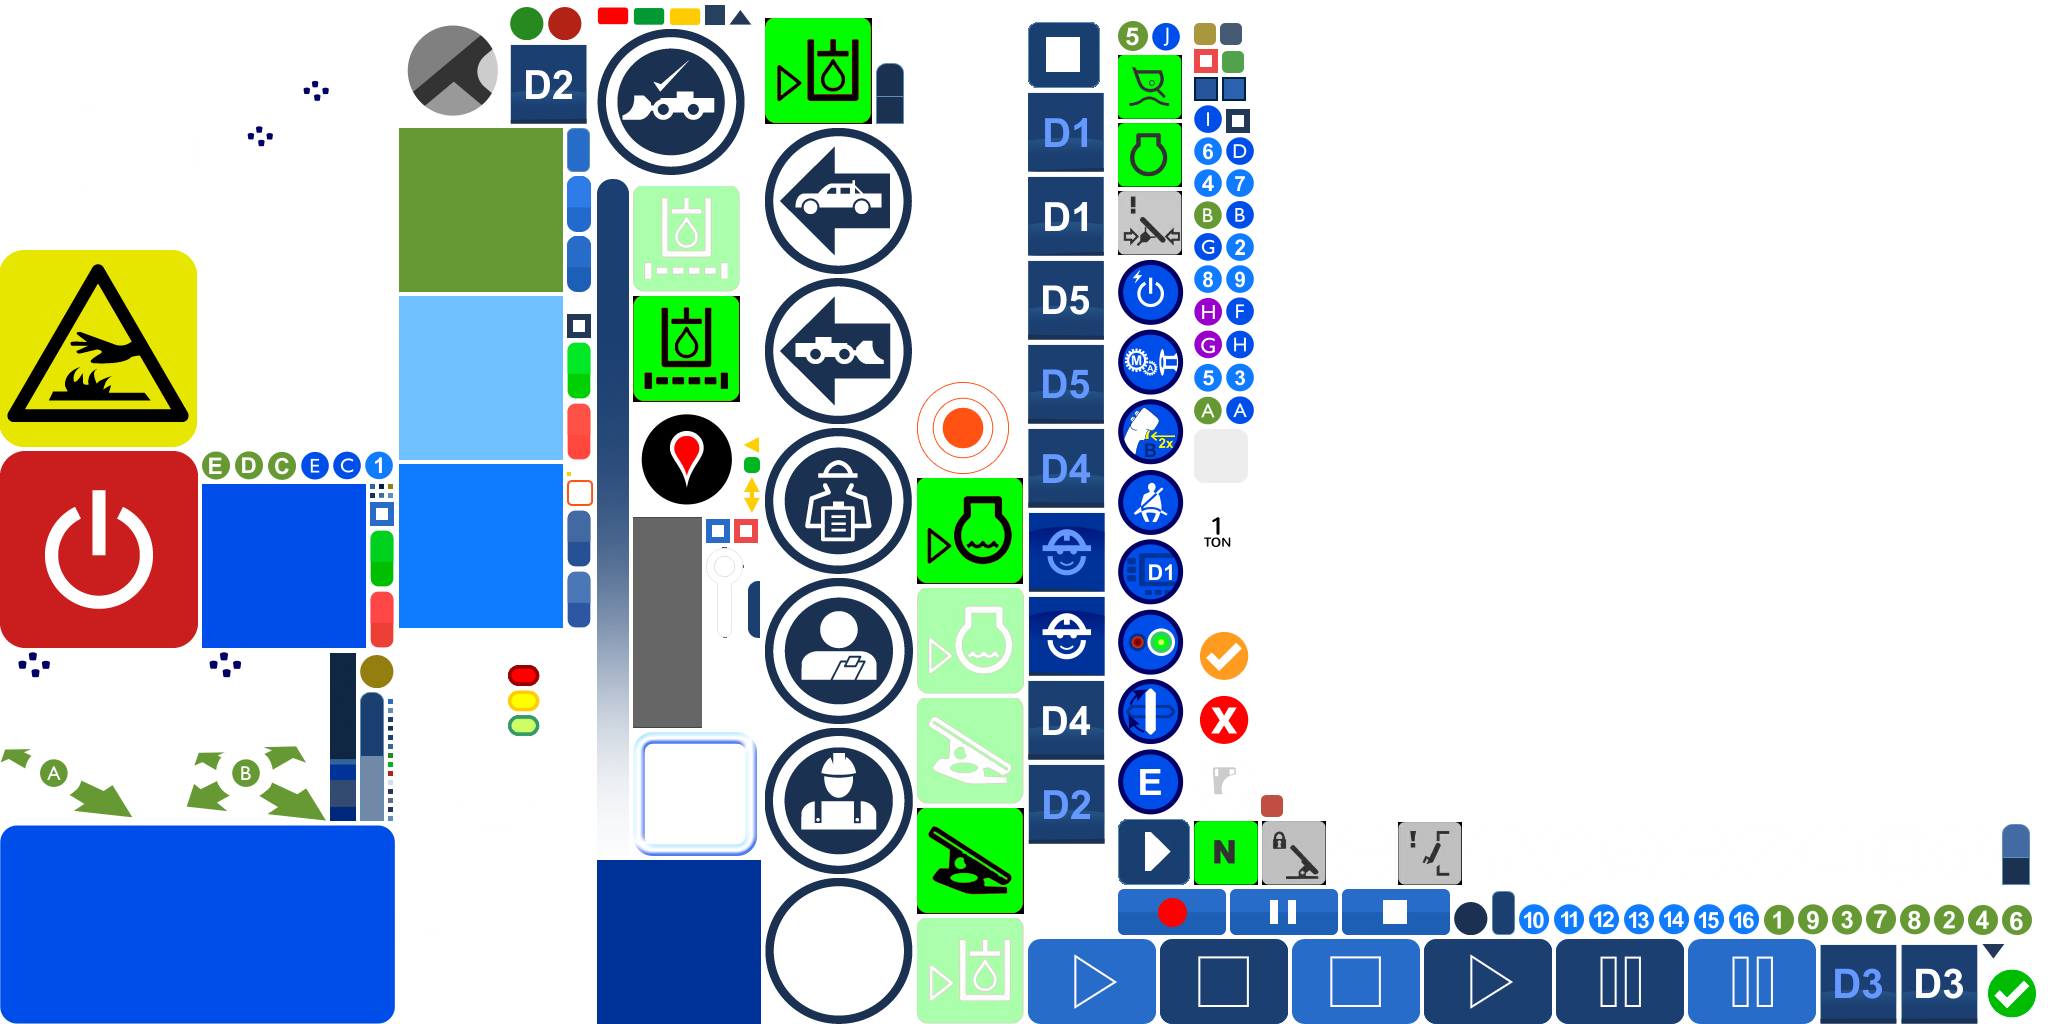 D2
5 J
D1
I
6 D
4 7
B B
D1
!
G 2
8 9
D5
H F
G H
M A
D5
5 3
A A
2x
B
E D C E C 1
D4
1
TON
D1
D4
A
B
E
D2
N
!
10 11 12 13 14 15 16 1 9 3 7 8 2 4 6
D3 D3
X